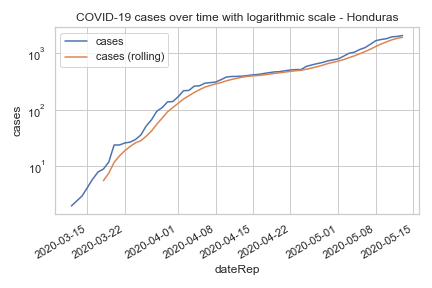 COVID-19 cases over time with logarithmic scale - Honduras
cases
cases (rolling)
10³
10²
10¹
cases
2020-03-15
2020-03-22
2020-04-01
2020-04-08
2020-04-15
2020-04-22
2020-05-01
2020-05-08
2020-05-15
dateRep